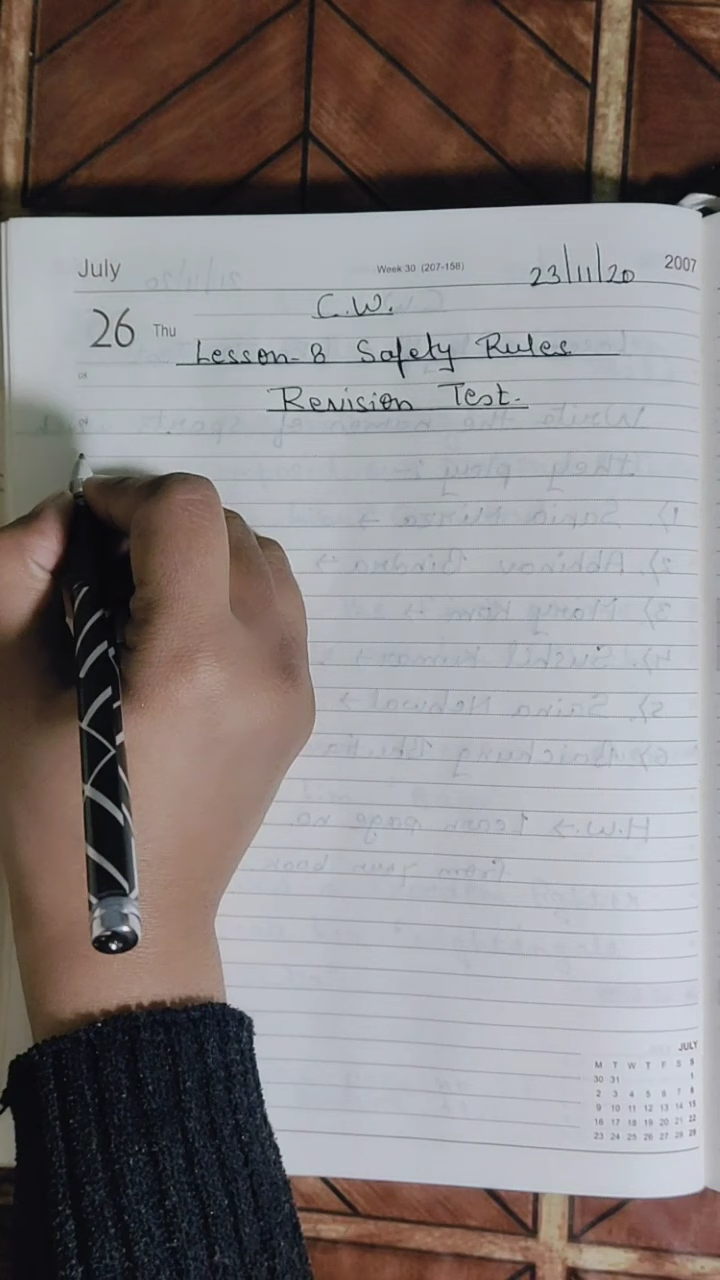 July Week 30 (207-158) 23/11/20 2007
C.W.
26 Thu
Lesson-8 Safety Rules
Revision Test.
JULY
M T W T F S S
30 31 1
2 3 4 5 6 7 8
9 10 11 12 13 14 15
16 17 18 19 20 21 22
23 24 25 26 27 28 29